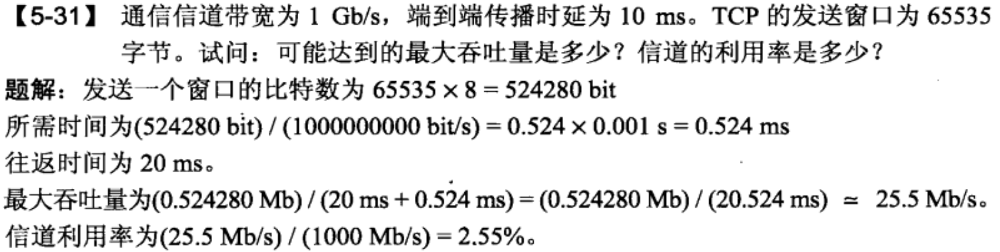 【5-31】 通信信道带宽为 1 Gb/s，端到端传播时延为 10 ms。TCP 的发送窗口为 65535
字节。试问：可能达到的最大吞吐量是多少？信道的利用率是多少？
题解：发送一个窗口的比特数为 65535 × 8 = 524280 bit
所需时间为(524280 bit) / (1000000000 bit/s) = 0.524 × 0.001 s = 0.524 ms
往返时间为 20 ms。
最大吞吐量为(0.524280 Mb) / (20 ms + 0.524 ms) = (0.524280 Mb) / (20.524 ms) ≃ 25.5 Mb/s。
信道利用率为(25.5 Mb/s) / (1000 Mb/s) = 2.55%。